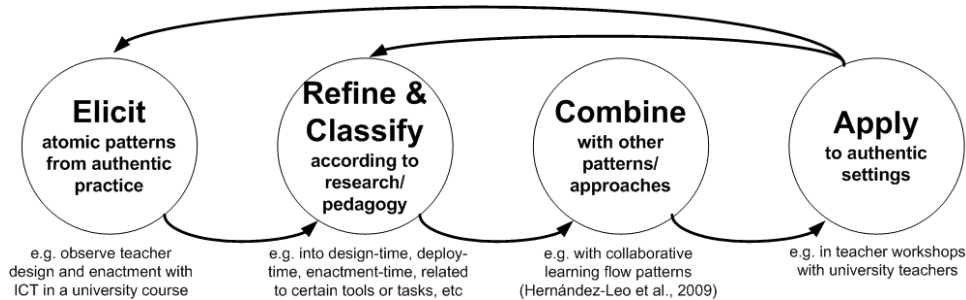 Elicit
atomic patterns
from authentic
practice
e.g. observe teacher
design and enactment with
ICT in a university course
Refine &
Classify
according to
research/
pedagogy
e.g. into design-time, deploy-
time, enactment-time, related
to certain tools or tasks, etc
Combine
with other
patterns/
approaches
e.g. with collaborative
learning flow patterns
(Hernández-Leo et al., 2009)
Apply
to authentic
settings
e.g. in teacher workshops
with university teachers